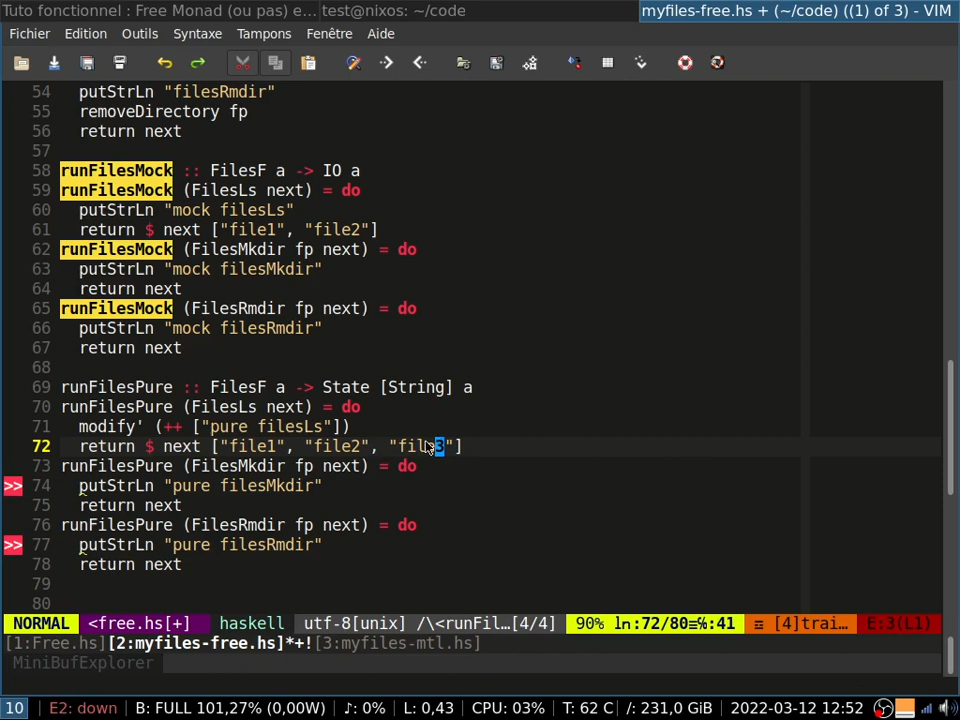 Tuto fonctionnel : Free Monad (ou pas) e... test@nixos: ~/code myfiles-free.hs + (~/code) ((1) of 3) - VIM
Fichier Edition Outils Syntaxe Tampons Fenêtre Aide
54 putStrLn "filesRmdir"
55 removeDirectory fp
56 return next
57
58 runFilesMock :: FilesF a -> IO a
59 runFilesMock (FilesLs next) = do
60 putStrLn "mock filesLs"
61 return $ next ["file1", "file2"]
62 runFilesMock (FilesMkdir fp next) = do
63 putStrLn "mock filesMkdir"
64 return next
65 runFilesMock (FilesRmdir fp next) = do
66 putStrLn "mock filesRmdir"
67 return next
68
69 runFilesPure :: FilesF a -> State [String] a
70 runFilesPure (FilesLs next) = do
71 modify' (++ ["pure filesLs"])
72 return $ next ["file1", "file2", "file3"]
73 runFilesPure (FilesMkdir fp next) = do
>> 74 putStrLn "pure filesMkdir"
75 return next
76 runFilesPure (FilesRmdir fp next) = do
>> 77 putStrLn "pure filesRmdir"
78 return next
79
80
NORMAL <free.hs[+] haskell utf-8[unix] /\<runFil…[4/4] 90% ln:72/80≡℅:41 ☲ [4]trai… E:3(L1)
[1:Free.hs][2:myfiles-free.hs]*+![3:myfiles-mtl.hs]
MiniBufExplorer
10 E2: down B: FULL 101,27% (0,00W) ♪: 0% L: 0,43 CPU: 03% T: 62 C /: 231,0 GiB 2022-03-12 12:52